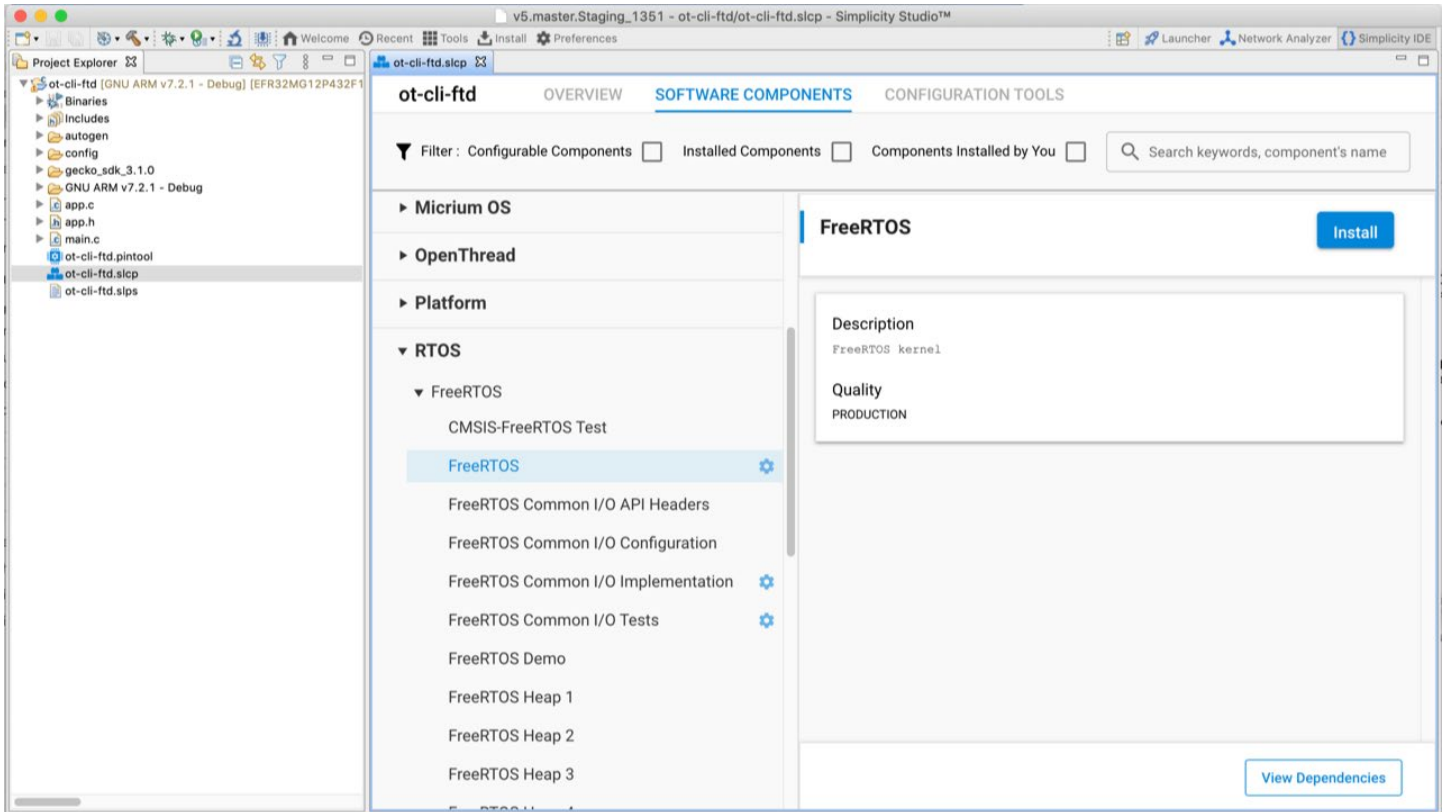 v5.master.Staging_1351 - ot-cli-ftd/ot-cli-ftd.slcp - Simplicity Studio™
Welcome Recent Tools Install Preferences Launcher Network Analyzer Simplicity IDE
Project Explorer
ot-cli-ftd [GNU ARM v7.2.1 - Debug] [EFR32MG12P432F1
Binaries
Includes
autogen
config
gecko_sdk_3.1.0
GNU ARM v7.2.1 - Debug
app.c
app.h
main.c
ot-cli-ftd.pintool
ot-cli-ftd.slcp
ot-cli-ftd.slps
ot-cli-ftd.slcp
ot-cli-ftd OVERVIEW SOFTWARE COMPONENTS CONFIGURATION TOOLS
Filter : Configurable Components Installed Components Components Installed by You Search keywords, component's name
Micrium OS
OpenThread
Platform
RTOS
FreeRTOS
CMSIS-FreeRTOS Test
FreeRTOS
FreeRTOS Common I/O API Headers
FreeRTOS Common I/O Configuration
FreeRTOS Common I/O Implementation
FreeRTOS Common I/O Tests
FreeRTOS Demo
FreeRTOS Heap 1
FreeRTOS Heap 2
FreeRTOS Heap 3
FreeRTOS Install
Description
FreeRTOS kernel
Quality
PRODUCTION
View Dependencies